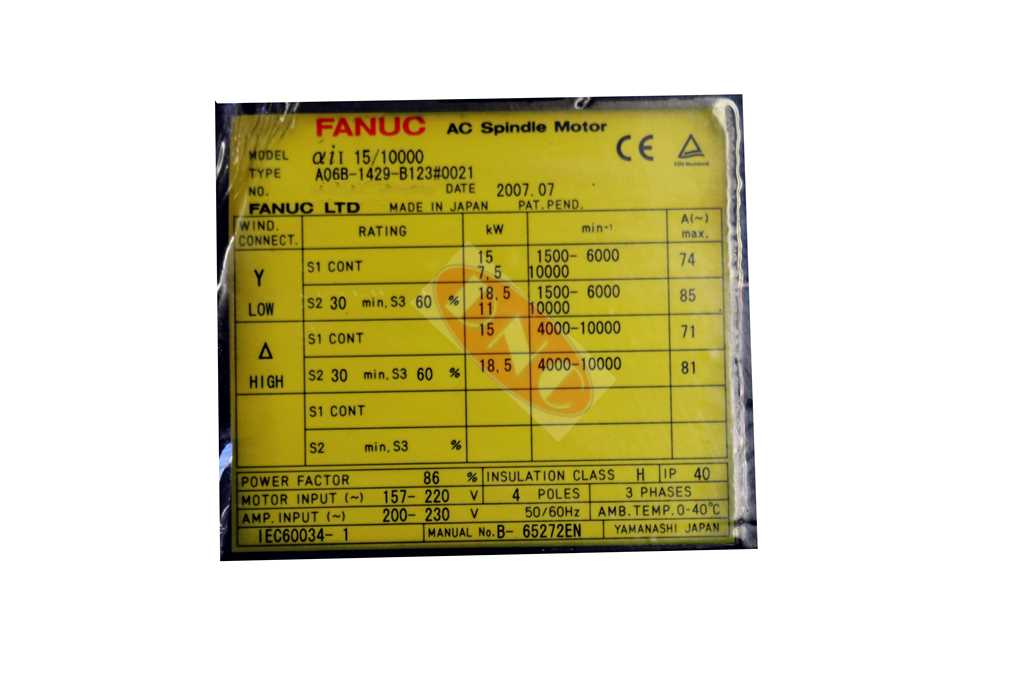 FANUC AC Spindle Motor
MODEL αiI 15/10000
TYPE A06B-1429-B123#0021
NO. DATE 2007.07
FANUC LTD MADE IN JAPAN PAT.PEND.
CE
WIND. CONNECT. RATING kW min-1 A(~) max.
Y LOW
S1 CONT 15 1500- 6000 74
7.5 10000
S2 30 min, S3 60 % 18.5 1500- 6000 85
11 10000
Δ HIGH
S1 CONT 15 4000-10000 71
S2 30 min, S3 60 % 18.5 4000-10000 81
S1 CONT
S2 min, S3 %
POWER FACTOR 86 % INSULATION CLASS H IP 40
MOTOR INPUT (~) 157- 220 V 4 POLES 3 PHASES
AMP. INPUT (~) 200- 230 V 50/60Hz AMB.TEMP.0-40℃
IEC60034- 1 MANUAL No.B- 65272EN YAMANASHI JAPAN